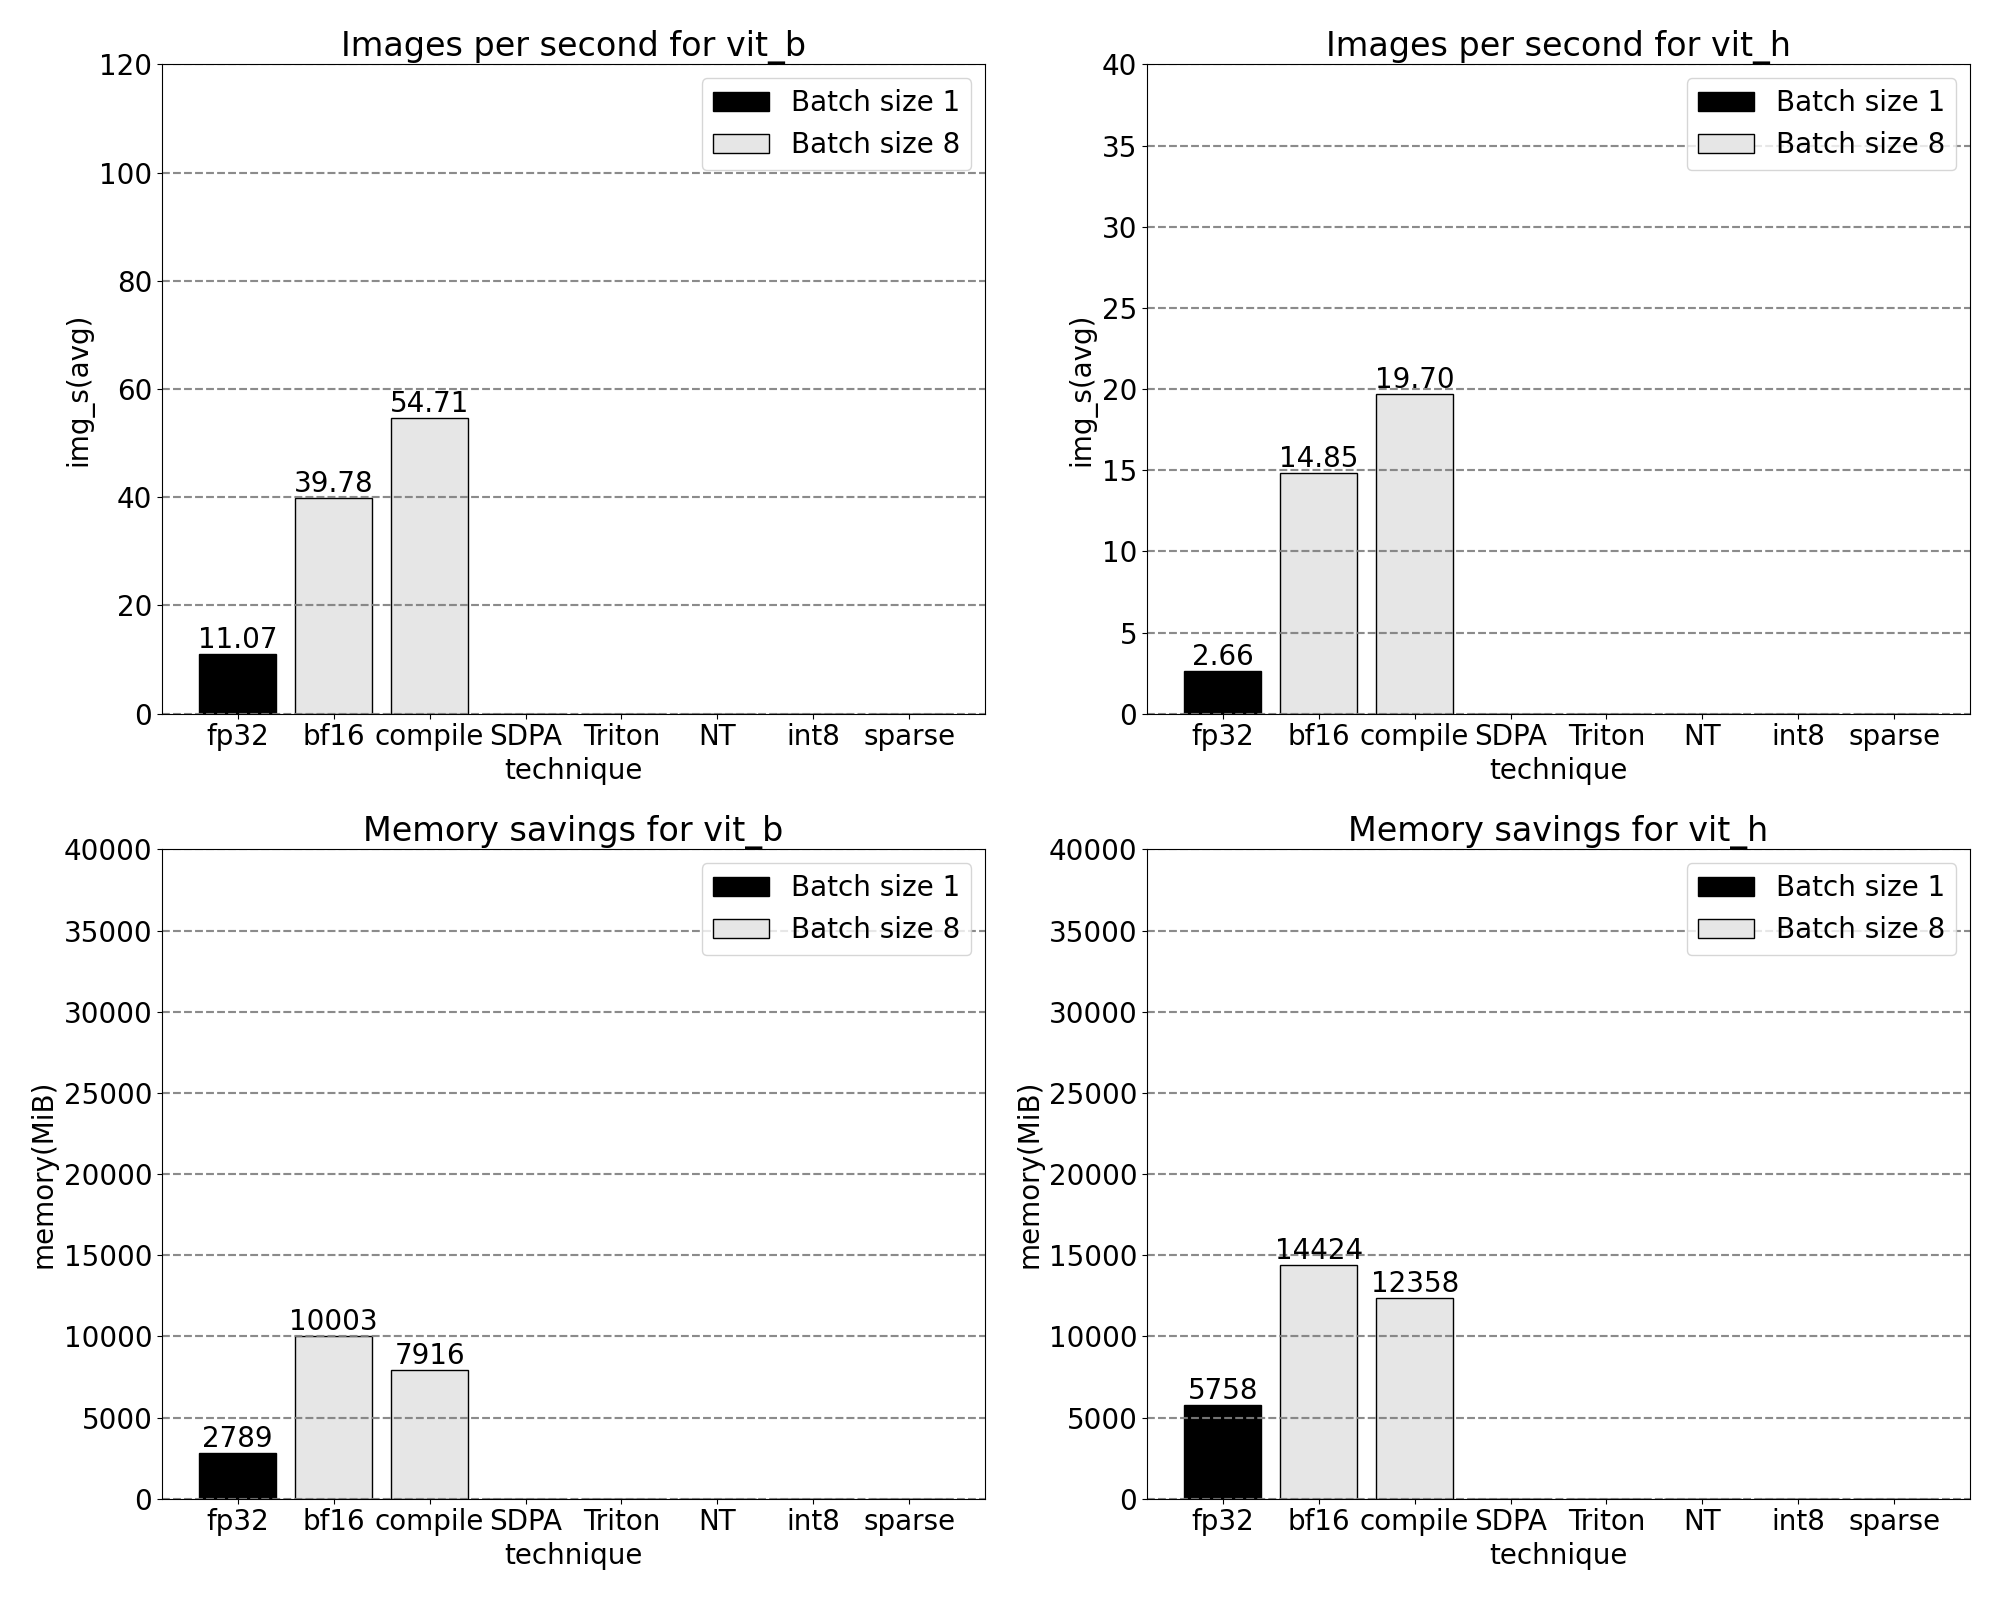 Images per second for vit_b
120
100
80
60
40
20
0
img_s(avg)
Batch size 1
Batch size 8
11.07
39.78
54.71
fp32 bf16 compile SDPA Triton NT int8 sparse
technique
Images per second for vit_h
40
35
30
25
20
15
10
5
0
img_s(avg)
Batch size 1
Batch size 8
2.66
14.85
19.70
fp32 bf16 compile SDPA Triton NT int8 sparse
technique
Memory savings for vit_b
40000
35000
30000
25000
20000
15000
10000
5000
0
memory(MiB)
Batch size 1
Batch size 8
2789
10003
7916
fp32 bf16 compile SDPA Triton NT int8 sparse
technique
Memory savings for vit_h
40000
35000
30000
25000
20000
15000
10000
5000
0
memory(MiB)
Batch size 1
Batch size 8
5758
14424
12358
fp32 bf16 compile SDPA Triton NT int8 sparse
technique